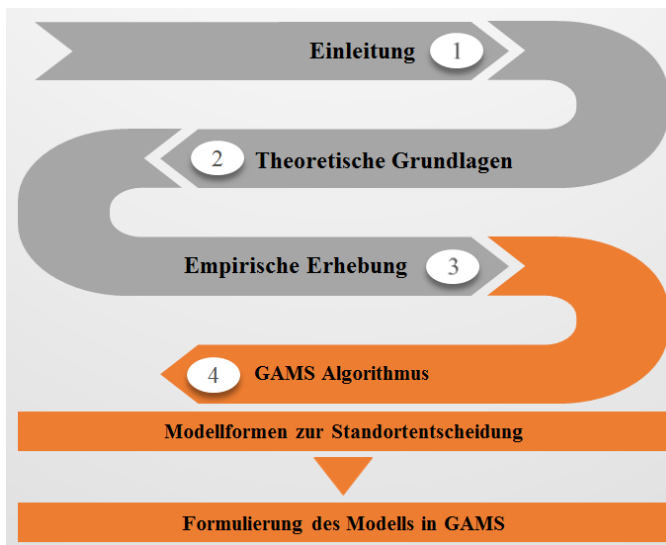 Einleitung 1
2 Theoretische Grundlagen
Empirische Erhebung 3
4 GAMS Algorithmus
Modellformen zur Standortentscheidung
Formulierung des Modells in GAMS